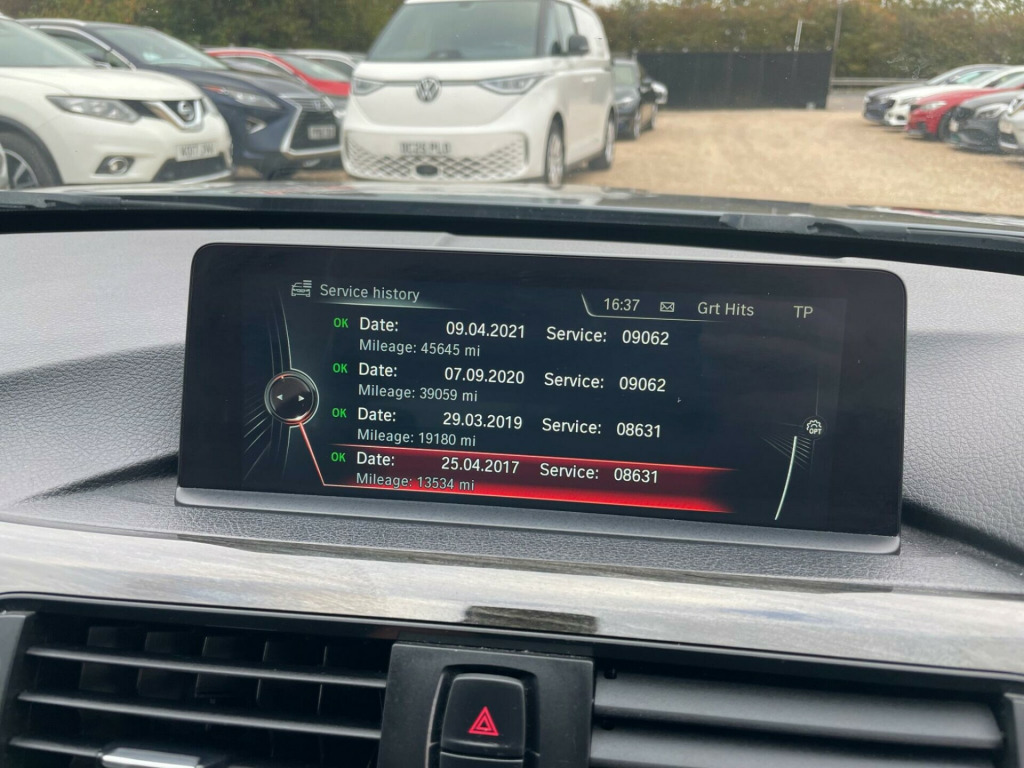 Service history
16:37 Grt Hits TP
OK Date: 09.04.2021 Service: 09062
Mileage: 45645 mi
OK Date: 07.09.2020 Service: 09062
Mileage: 39059 mi
OK Date: 29.03.2019 Service: 08631
Mileage: 19180 mi
OK Date: 25.04.2017 Service: 08631
Mileage: 13534 mi
OPT